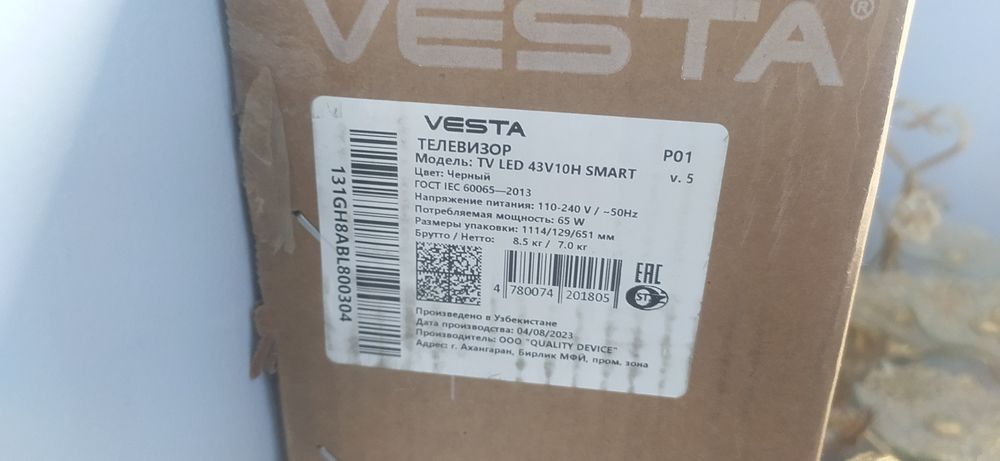 VESTA®
VESTA
ТЕЛЕВИЗОР
P01
Модель: TV LED 43V10H SMART
v. 5
Цвет: Черный
ГОСТ IEC 60065—2013
Напряжение питания: 110-240 V / ~50Hz
Потребляемая мощность: 65 W
Размеры упаковки: 1114/129/651 мм
Брутто / Нетто: 8.5 кг / 7.0 кг
EAC
4 780074 201805
ST
Произведено в Узбекистане
Дата производства: 04/08/2023
Производитель: ООО "QUALITY DEVICE"
Адрес: г. Ахангаран, Бирлик МФЙ, пром. зона
131GH8ABL800304